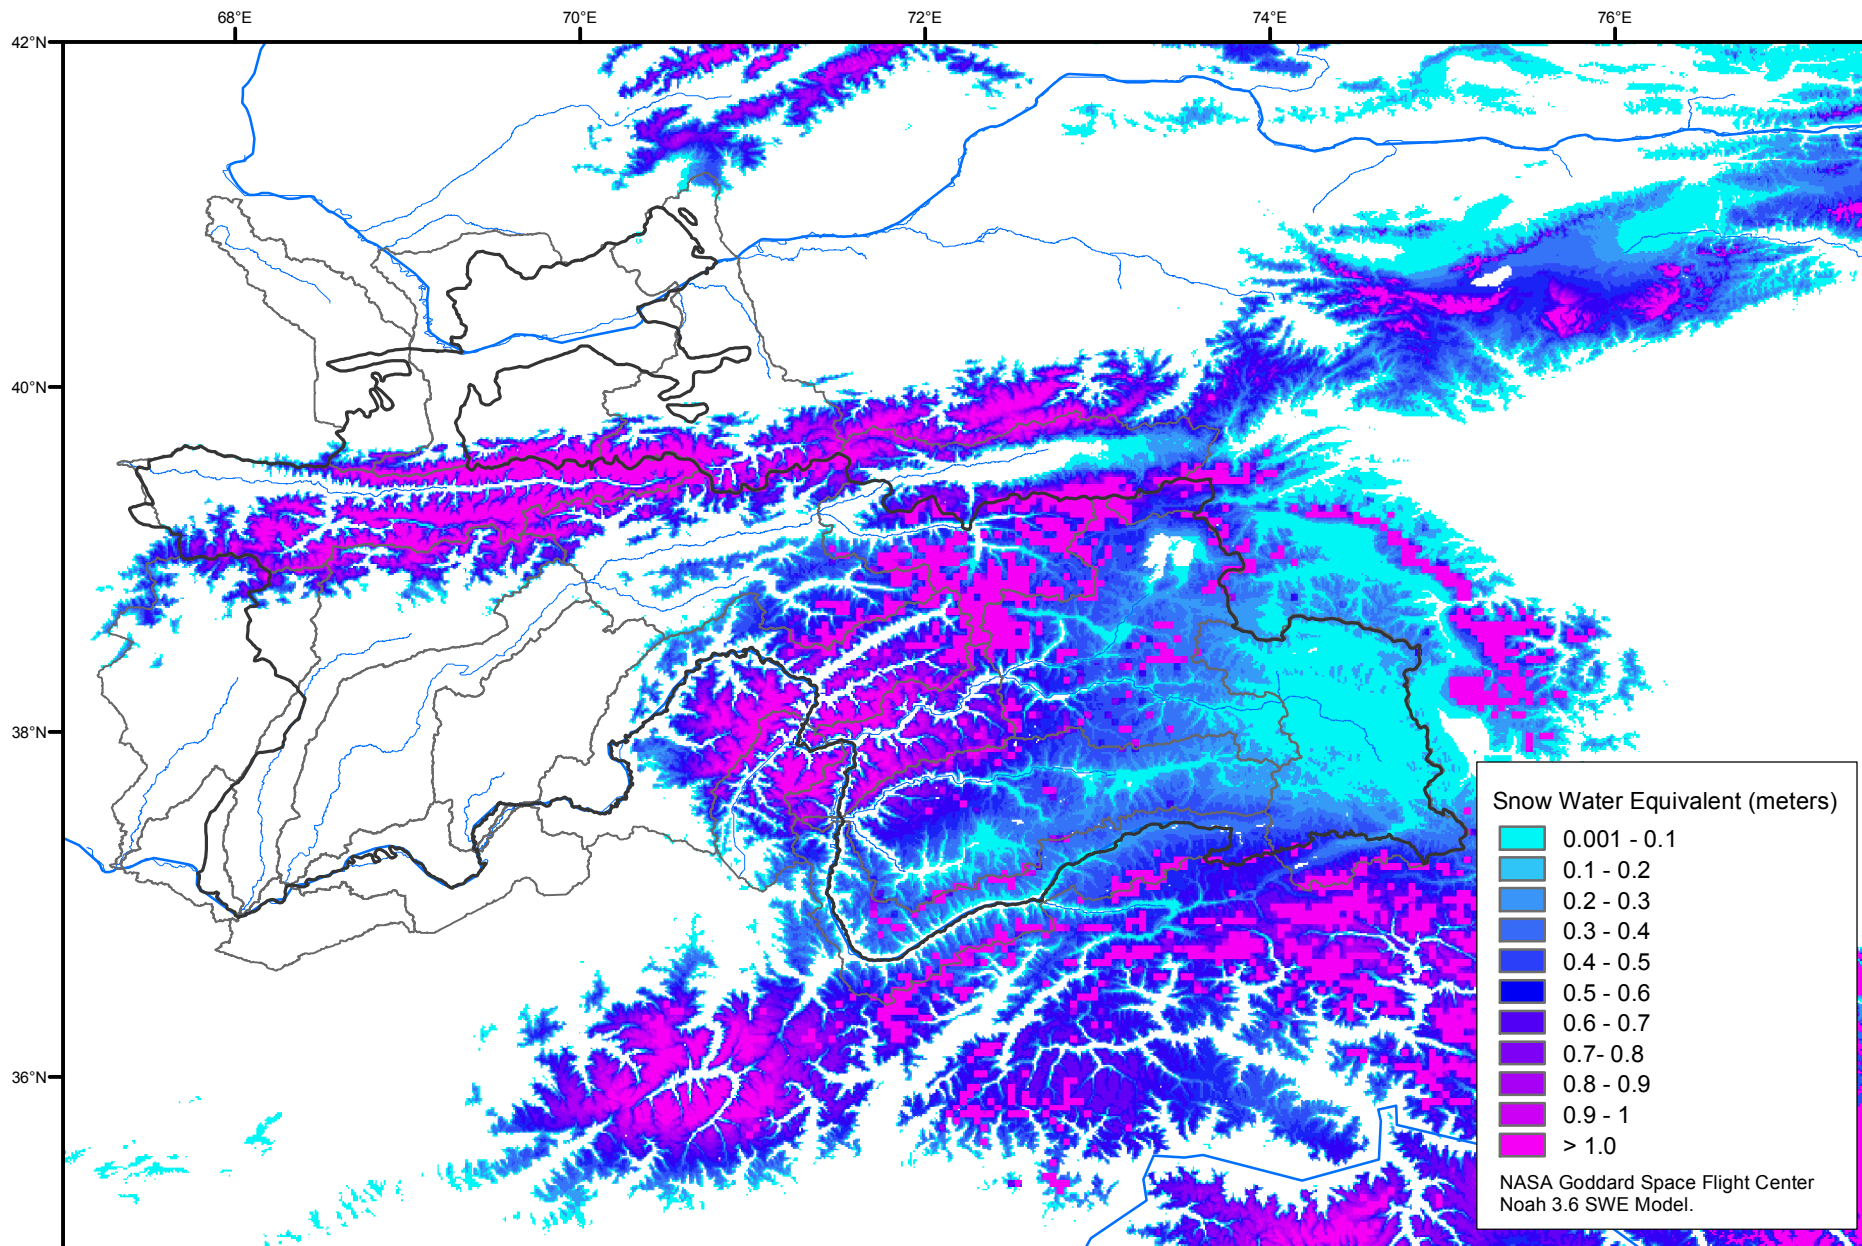 68°E
70°E
72°E
74°E
76°E
42°N
40°N
38°N
36°N
Snow Water Equivalent (meters)
0.001 - 0.1
0.1 - 0.2
0.2 - 0.3
0.3 - 0.4
0.4 - 0.5
0.5 - 0.6
0.6 - 0.7
0.7- 0.8
0.8 - 0.9
0.9 - 1
> 1.0
NASA Goddard Space Flight Center
Noah 3.6 SWE Model.